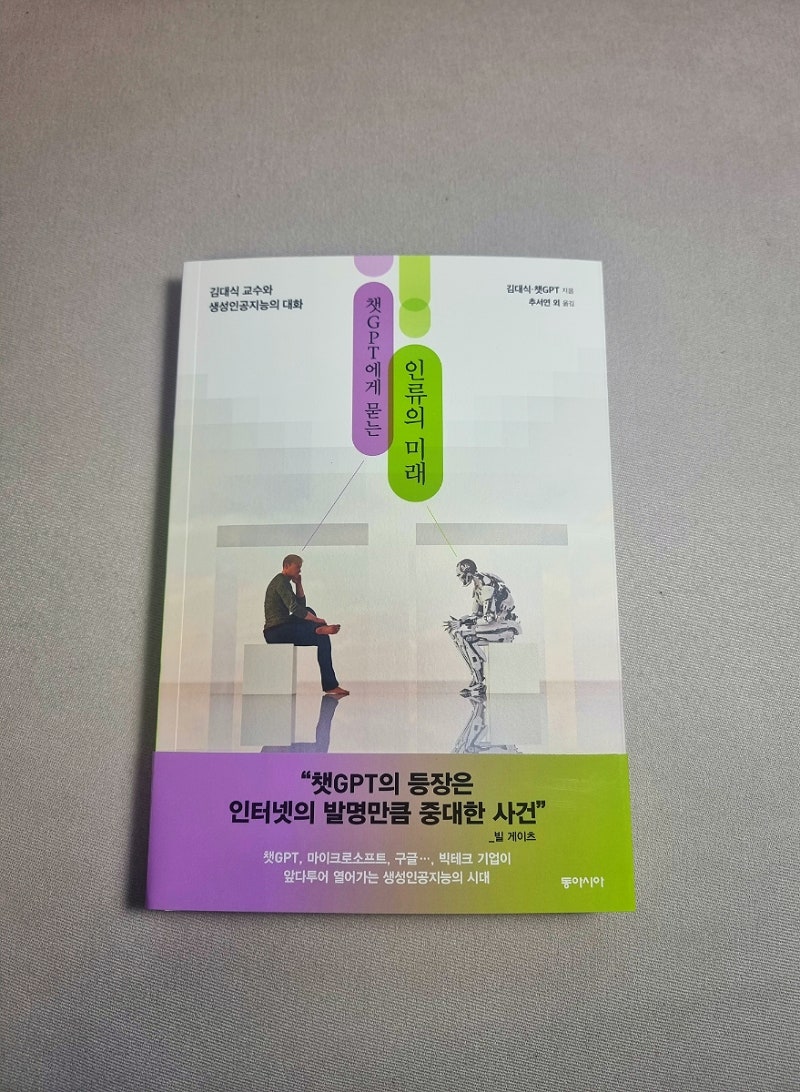 김대식 교수와
생성인공지능의 대화
챗GPT에게 묻는
인류의 미래
김대식·챗GPT 지음
추서연 외 옮김
“챗GPT의 등장은
인터넷의 발명만큼 중대한 사건”
_빌 게이츠
챗GPT, 마이크로소프트, 구글…, 빅테크 기업이
앞다투어 열어가는 생성인공지능의 시대
동아시아